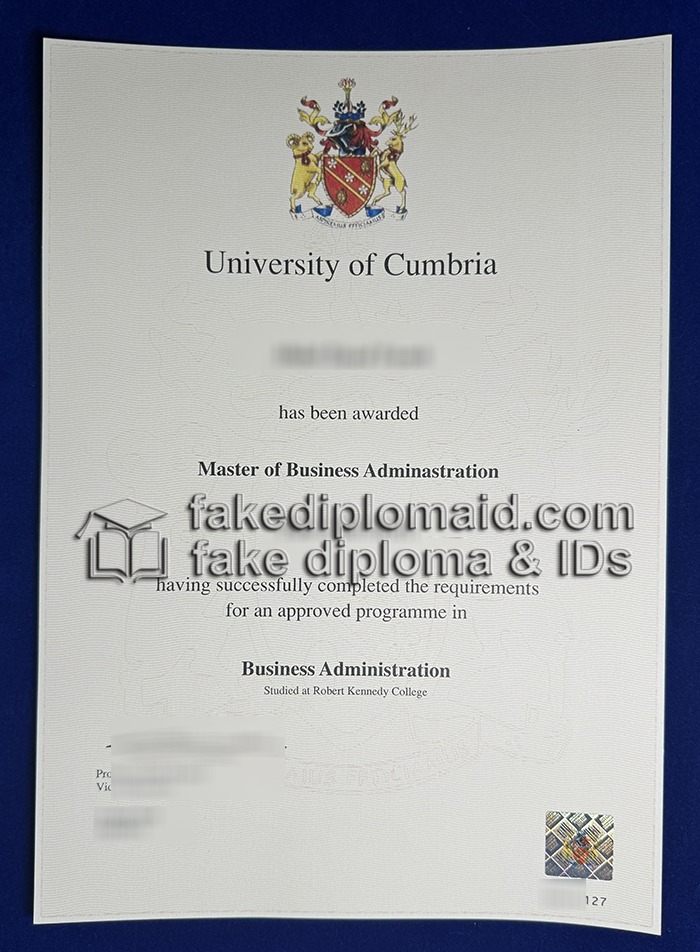 University of Cumbria
has been awarded
Master of Business Adminastration
fakediplomaid.com
fake diploma & IDs
having successfully completed the requirements
for an approved programme in
Business Administration
Studied at Robert Kennedy College
127